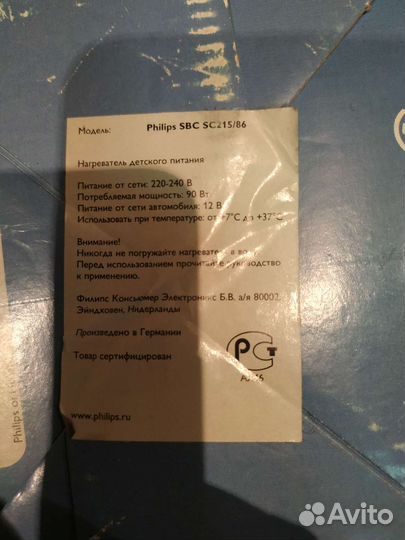 Модель: Philips SBC SC215/86
Нагреватель детского питания
Питание от сети: 220-240 В
Потребляемая мощность: 90 Вт
Питание от сети автомобиля: 12 В
Использовать при температуре: от +7°C до +37°C
Внимание!
Никогда не погружайте нагреватель в воду.
Перед использованием прочитайте руководство
к применению.
Филипс Консьюмер Электроникс Б.В. а/я 80002,
Эйндховен, Нидерланды
Произведено в Германии
Товар сертифицирован
РСТ
www.philips.ru
Avito